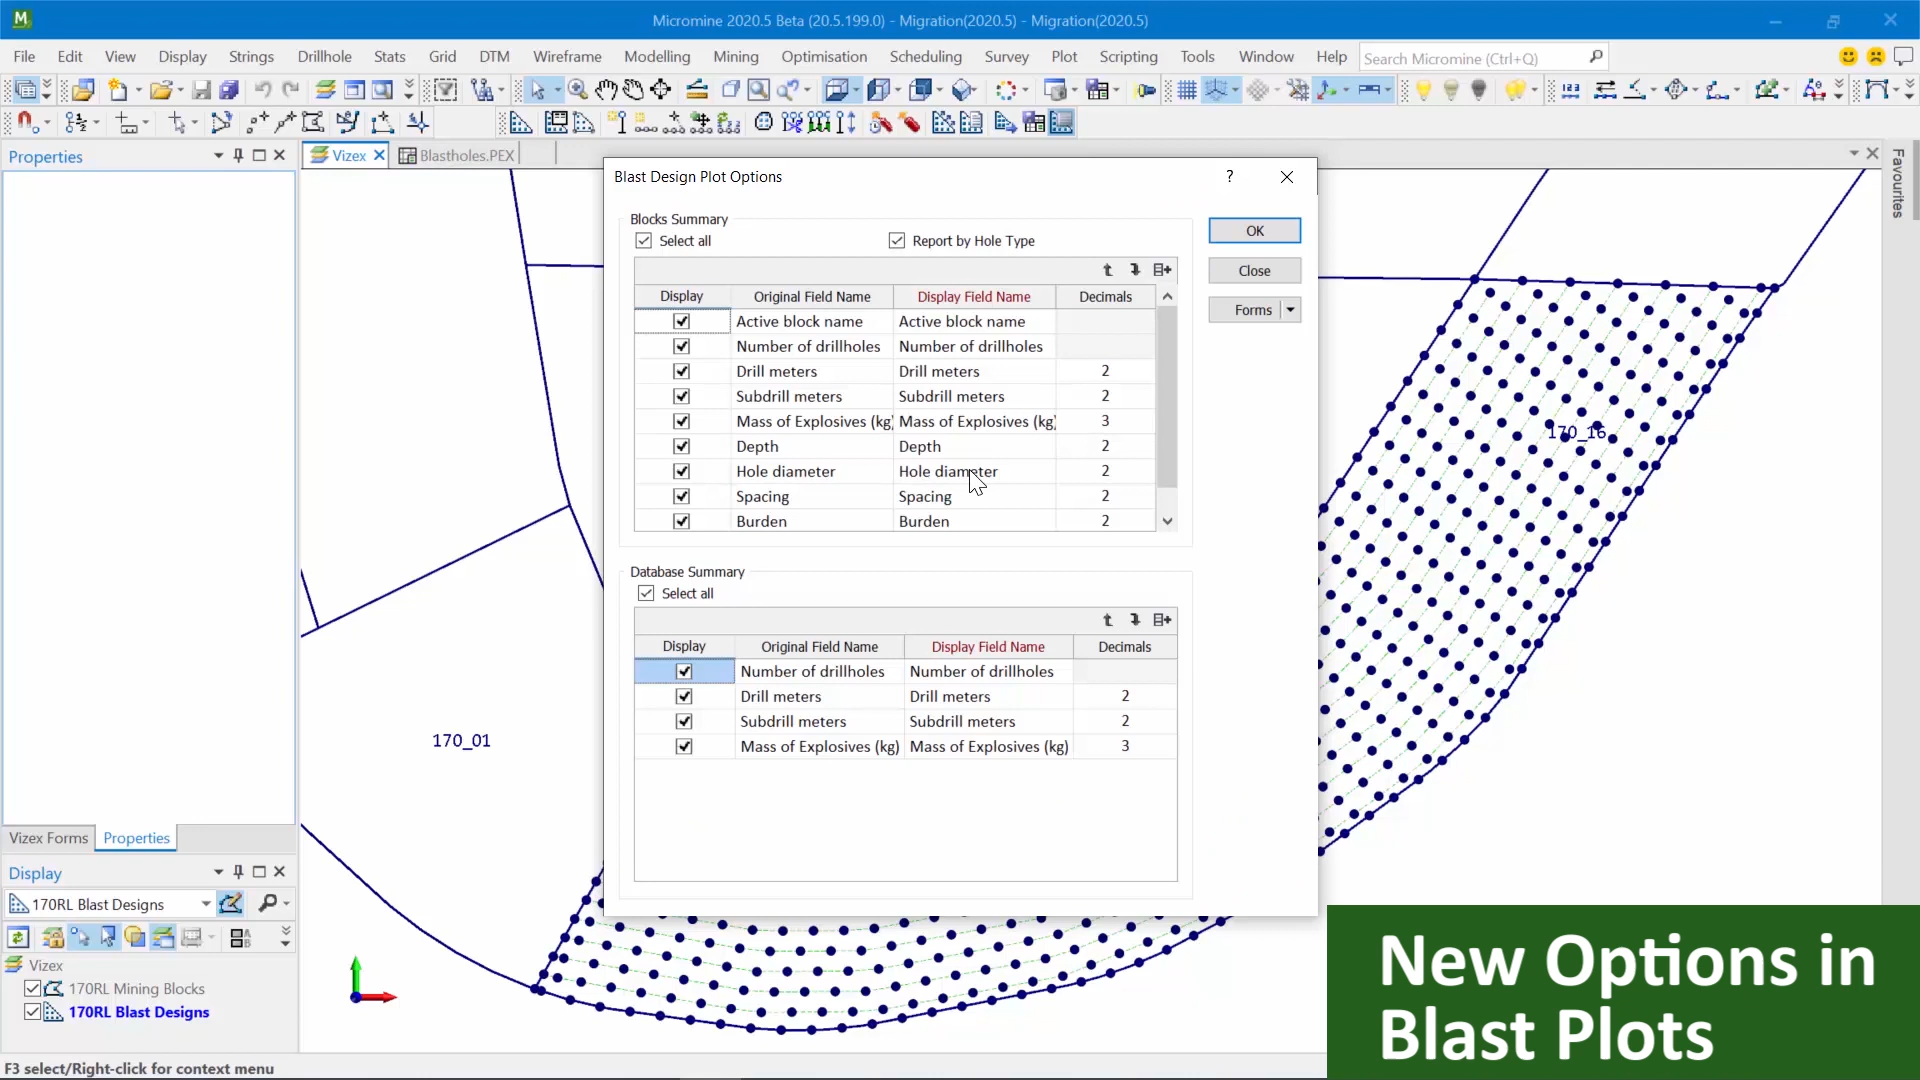 M
Micromine 2020.5 Beta (20.5.199.0) - Migration(2020.5) - Migration(2020.5)
File Edit View Display Strings Drillhole Stats Grid DTM Wireframe Modelling Mining Optimisation Scheduling Survey Plot Scripting Tools Window Help Search Micromine (Ctrl+Q)
Properties
Vizex Blastholes.PEX
Favourites
Blast Design Plot Options ?
Blocks Summary
Select all Report by Hole Type
OK
Close
Forms
Display Original Field Name Display Field Name Decimals
Active block name Active block name
Number of drillholes Number of drillholes
Drill meters Drill meters 2
Subdrill meters Subdrill meters 2
Mass of Explosives (kg) Mass of Explosives (kg) 3
Depth Depth 2
Hole diameter Hole diameter 2
Spacing Spacing 2
Burden Burden 2
Database Summary
Select all
Display Original Field Name Display Field Name Decimals
Number of drillholes Number of drillholes
Drill meters Drill meters 2
Subdrill meters Subdrill meters 2
Mass of Explosives (kg) Mass of Explosives (kg) 3
170_16
170_01
Vizex Forms Properties
Display
170RL Blast Designs
Vizex
170RL Mining Blocks
170RL Blast Designs
F3 select/Right-click for context menu
New Options in
Blast Plots